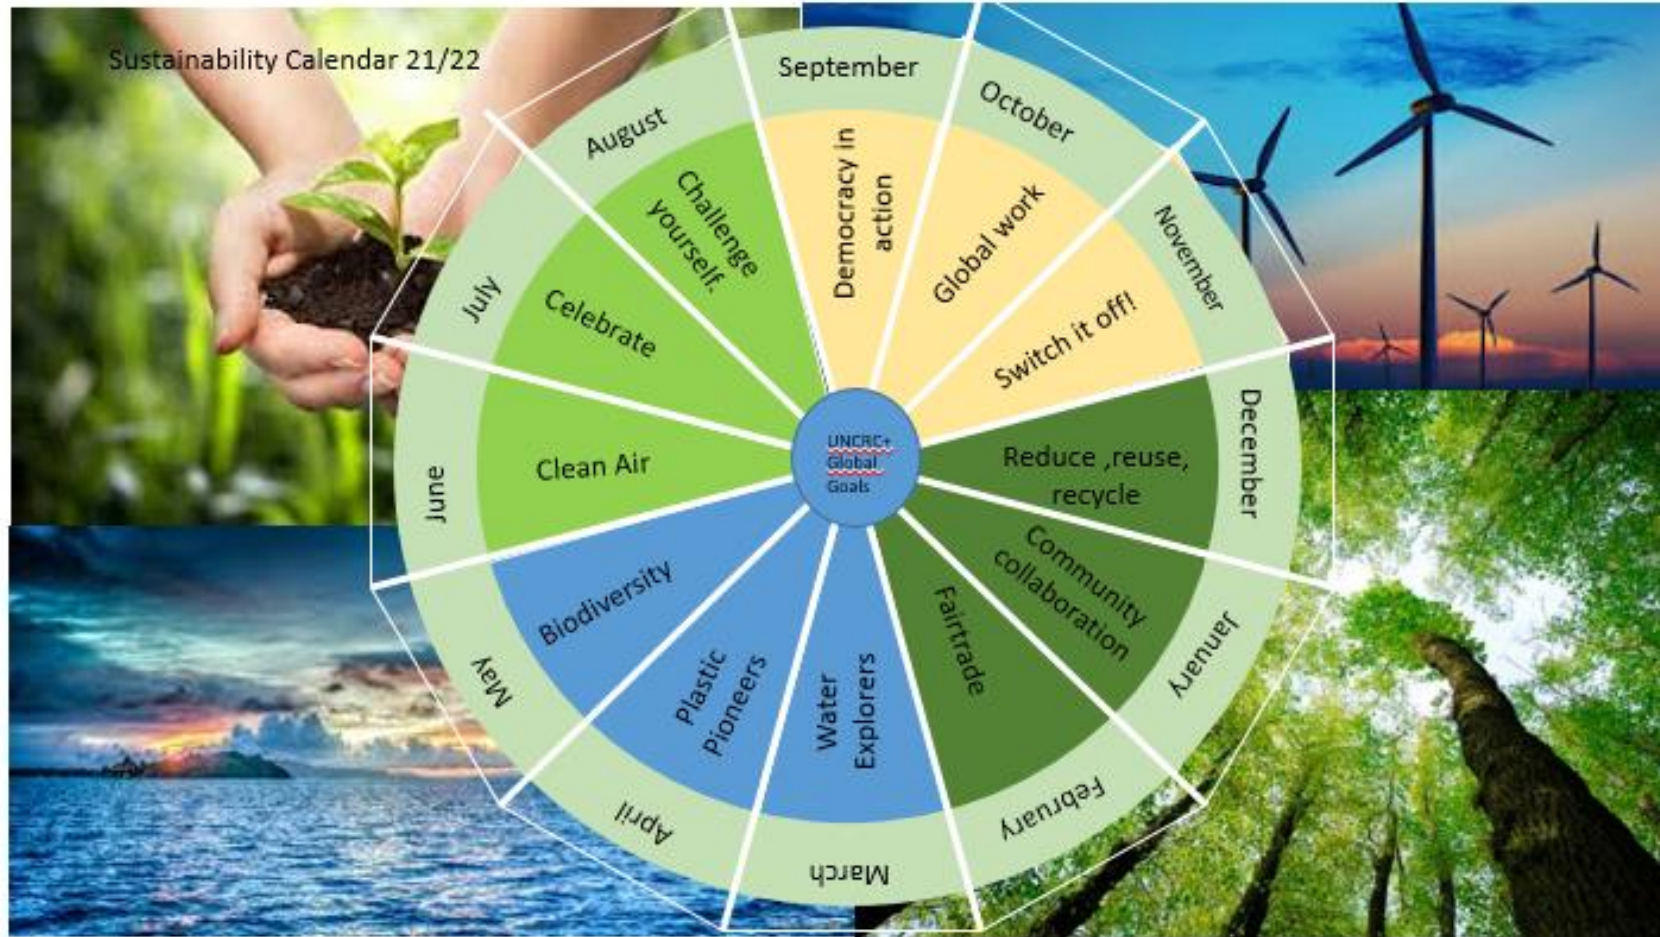 Sustainability Calendar 21/22
September
Democracy in
action
October
Global work
November
Switch it off!
December
Reduce ,reuse,
recycle
January
Community
collaboration
February
Fairtrade
March
Water
Explorers
April
Plastic
Pioneers
May
Biodiversity
June
Clean Air
July
Celebrate
August
Challenge
yourself.
UNCRC+
Global
Goals